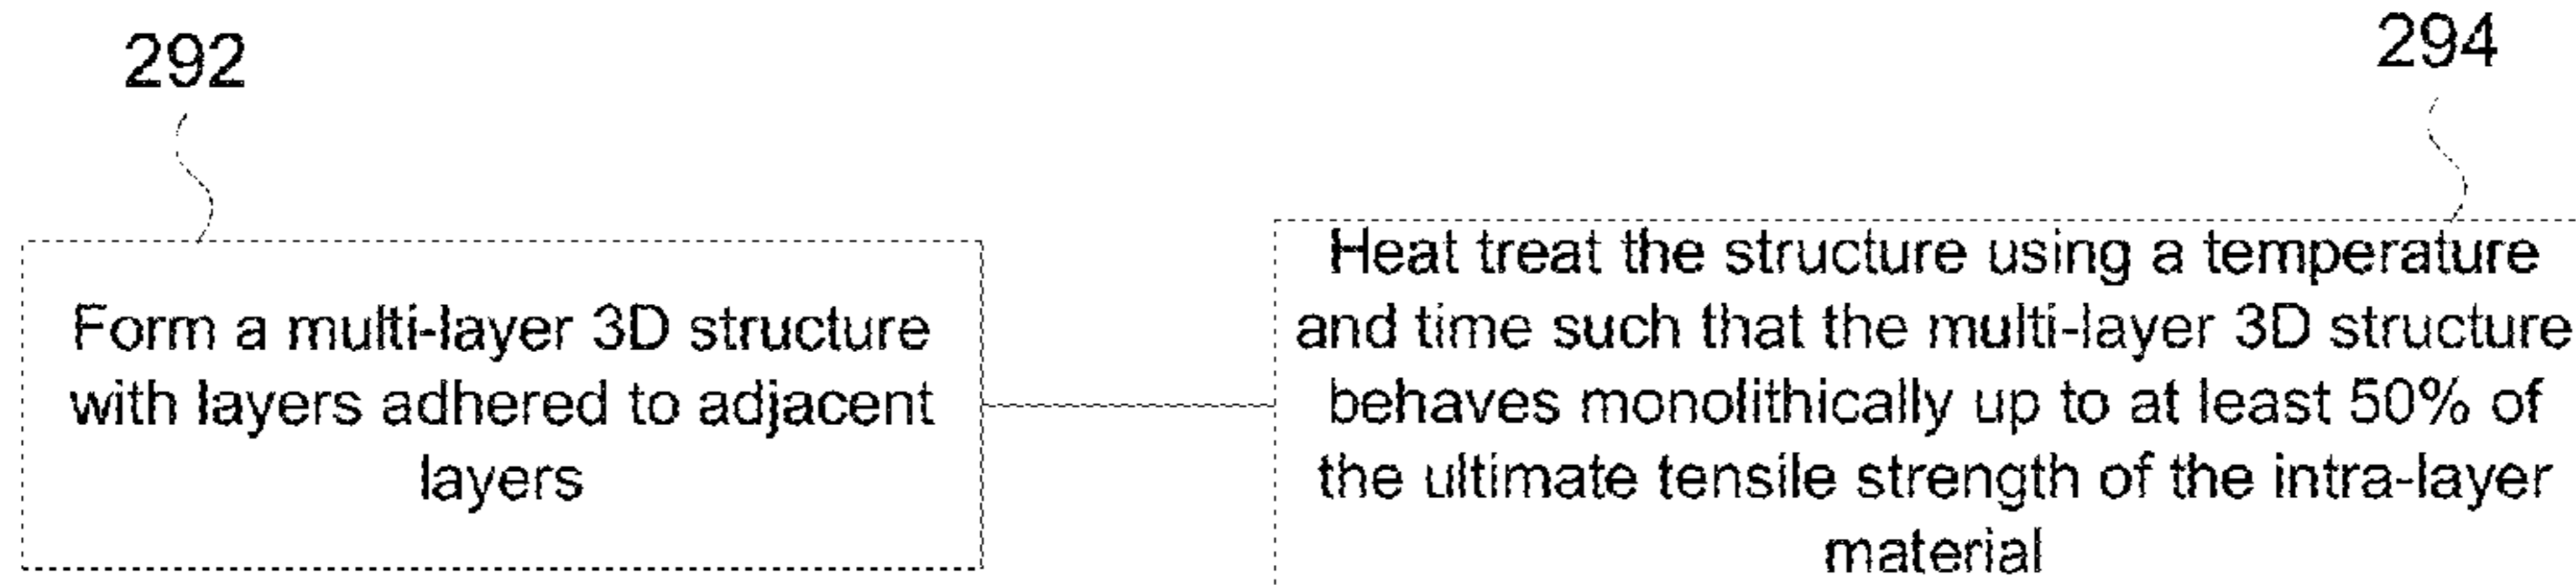 292
294
Form a multi-layer 3D structure
with layers adhered to adjacent
layers
Heat treat the structure using a temperature
and time such that the multi-layer 3D structure
behaves monolithically up to at least 50% of
the ultimate tensile strength of the intra-layer
material